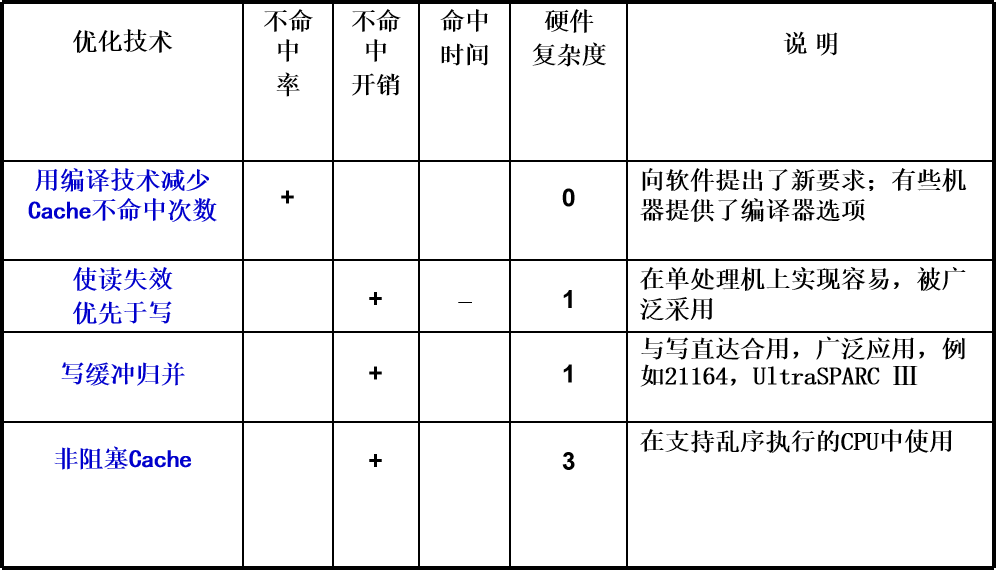 优化技术
不命
中
率
不命
中
开销
命中
时间
硬件
复杂度
说 明
用编译技术减少
Cache不命中次数
+
0
向软件提出了新要求；有些机
器提供了编译器选项
使读失效
优先于写
+
－
1
在单处理机上实现容易，被广
泛采用
写缓冲归并
+
1
与写直达合用，广泛应用，例
如21164，UltraSPARC Ⅲ
非阻塞Cache
+
3
在支持乱序执行的CPU中使用